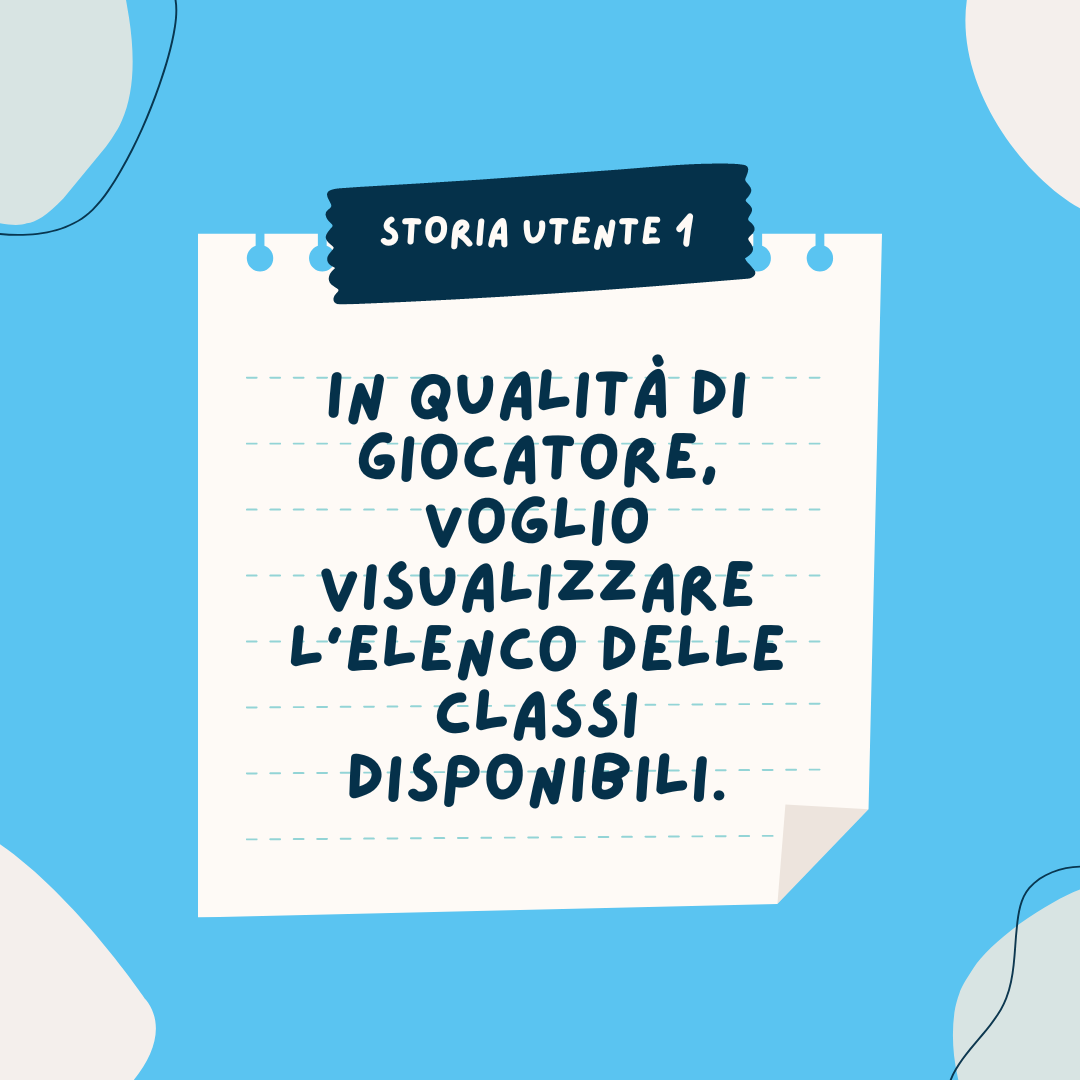 STORIA UTENTE 1
IN QUALITÀ DI
GIOCATORE,
VOGLIO
VISUALIZZARE
L'ELENCO DELLE
CLASSI
DISPONIBILI.